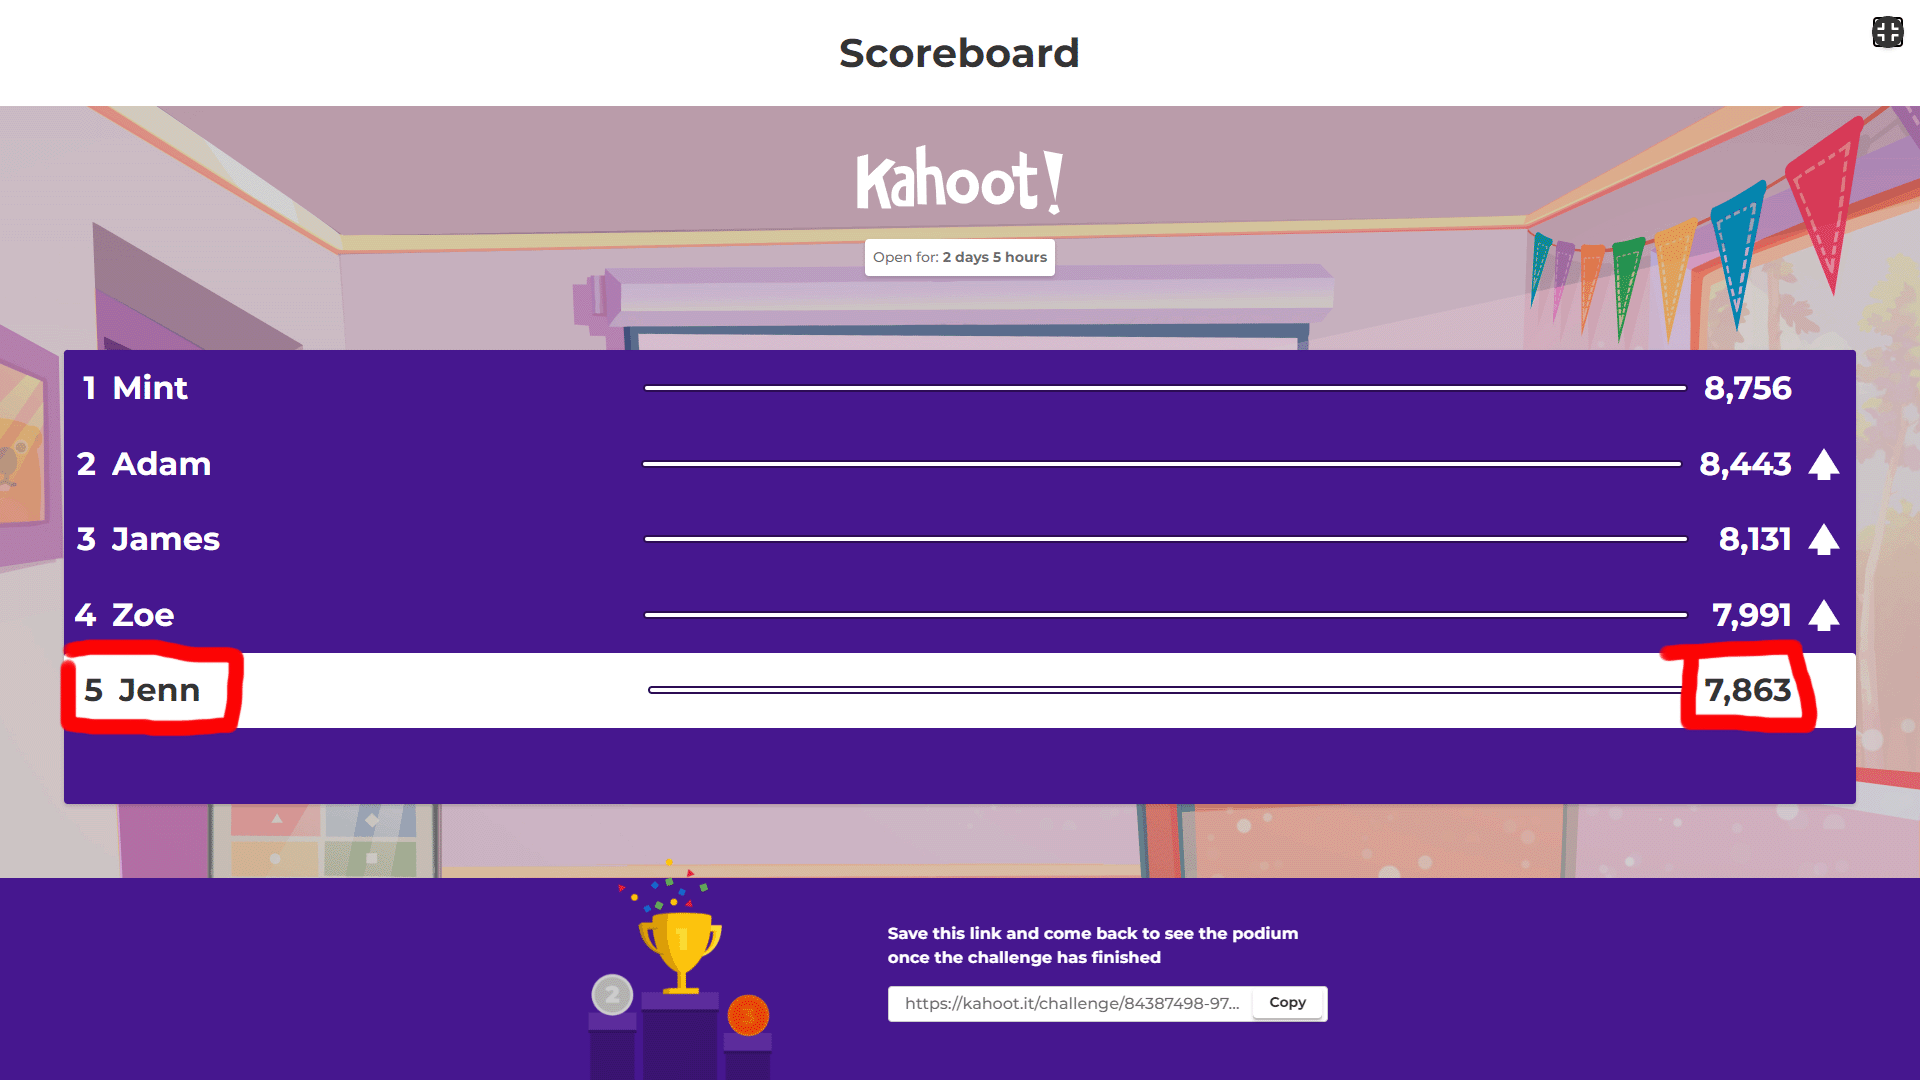 Scoreboard
Kahoot!
Open for: 2 days 5 hours
1 Mint 8,756
2 Adam 8,443
3 James 8,131
4 Zoe 7,991
5 Jenn 7,863
1
2
3
Save this link and come back to see the podium
once the challenge has finished
https://kahoot.it/challenge/84387498-97... Copy